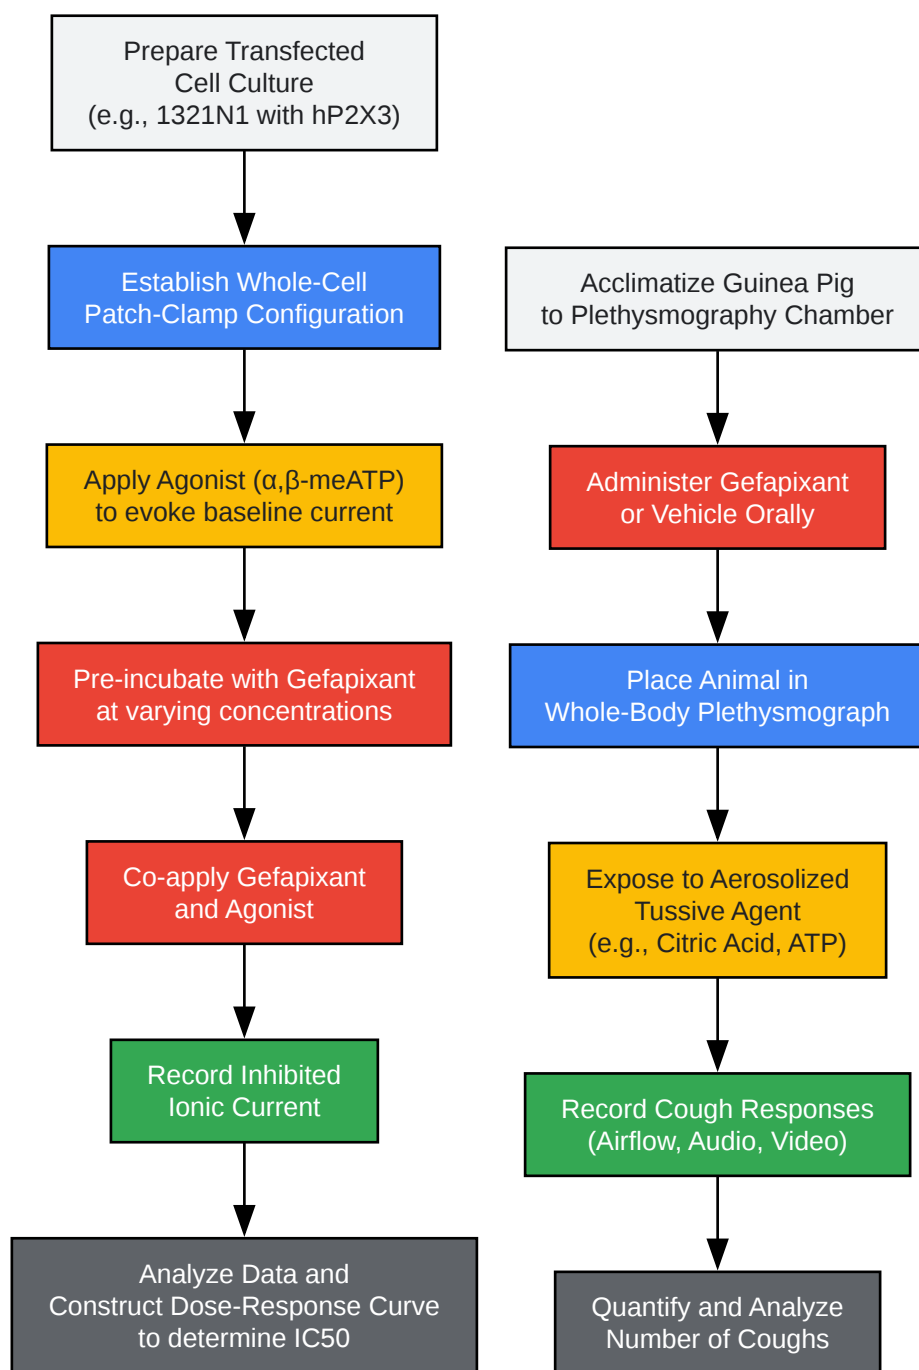 Prepare Transfected
Cell Culture
(e.g., 1321N1 with hP2X3)
Establish Whole-Cell
Patch-Clamp Configuration
Apply Agonist (α,β-meATP)
to evoke baseline current
Pre-incubate with Gefapixant
at varying concentrations
Co-apply Gefapixant
and Agonist
Record Inhibited
Ionic Current
Analyze Data and
Construct Dose-Response Curve
to determine IC50
Acclimatize Guinea Pig
to Plethysmography Chamber
Administer Gefapixant
or Vehicle Orally
Place Animal in
Whole-Body Plethysmograph
Expose to Aerosolized
Tussive Agent
(e.g., Citric Acid, ATP)
Record Cough Responses
(Airflow, Audio, Video)
Quantify and Analyze
Number of Coughs